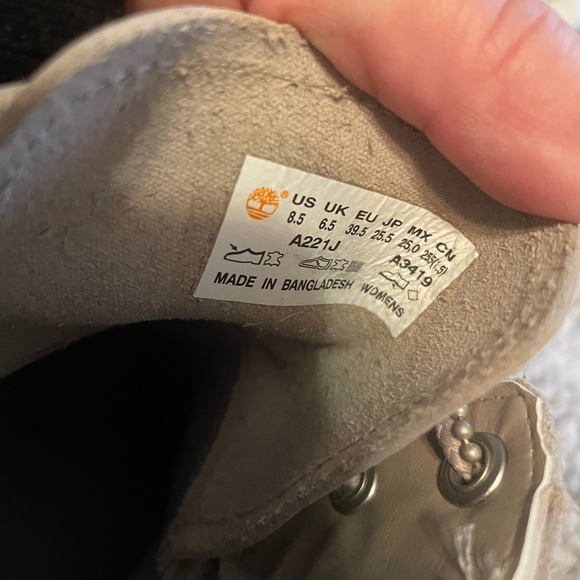 ® US UK EU JP MX CN
8.5 6.5 39.5 25.5 25.0 255(1.5)
A221J A3419
MADE IN BANGLADESH WOMENS